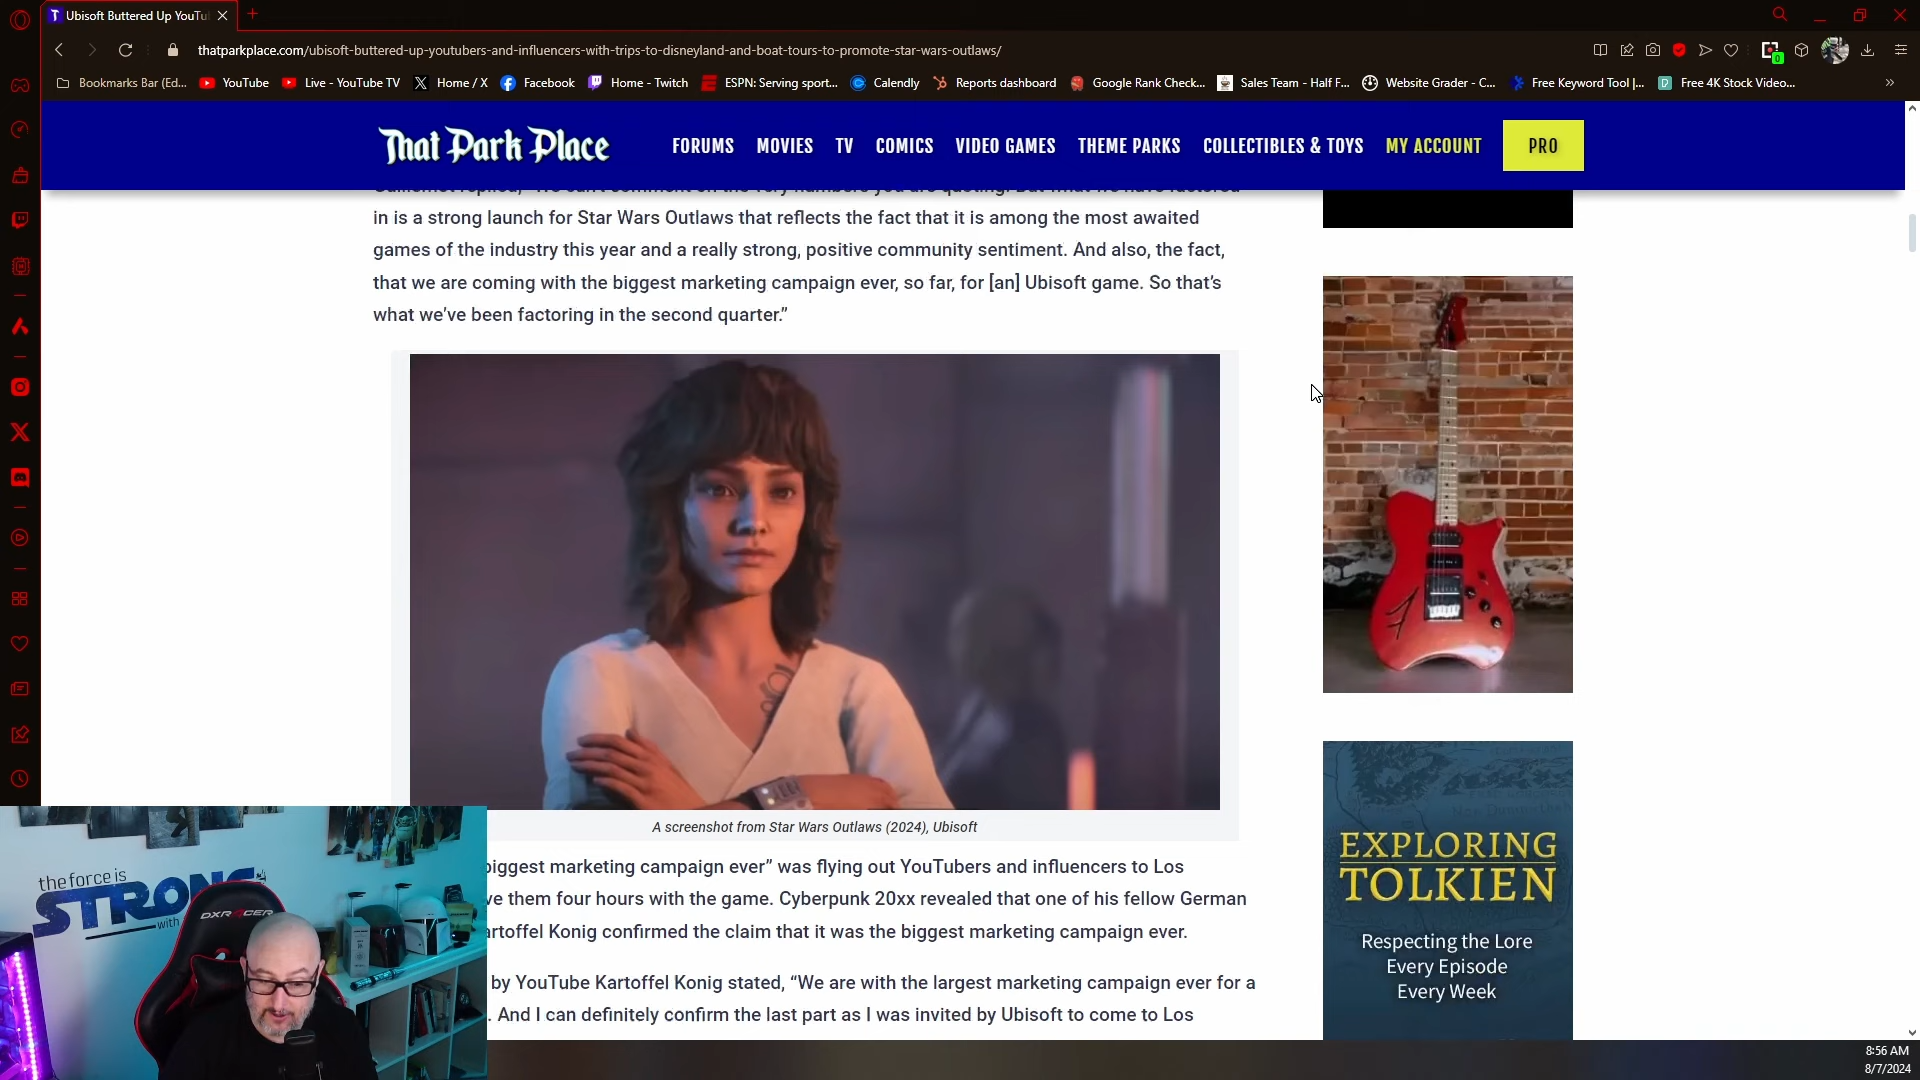 Ubisoft Buttered Up YouTu
thatparkplace.com/ubisoft-buttered-up-youtubers-and-influencers-with-trips-to-disneyland-and-boat-tours-to-promote-star-wars-outlaws/
Bookmarks Bar (Ed...
YouTube
Live - YouTube TV
Home / X
Facebook
Home - Twitch
ESPN: Serving sport...
Calendly
Reports dashboard
Google Rank Check...
Sales Team - Half F...
Website Grader - C...
Free Keyword Tool |...
Free 4K Stock Video...
That Park Place
FORUMS
MOVIES
TV
COMICS
VIDEO GAMES
THEME PARKS
COLLECTIBLES & TOYS
MY ACCOUNT
PRO
Guillemot replied, “We can't comment on the very numbers you are quoting. But what we have factored
in is a strong launch for Star Wars Outlaws that reflects the fact that it is among the most awaited
games of the industry this year and a really strong, positive community sentiment. And also, the fact,
that we are coming with the biggest marketing campaign ever, so far, for [an] Ubisoft game. So that’s
what we’ve been factoring in the second quarter.”
A screenshot from Star Wars Outlaws (2024), Ubisoft
biggest marketing campaign ever” was flying out YouTubers and influencers to Los
ve them four hours with the game. Cyberpunk 20xx revealed that one of his fellow German
artoffel Konig confirmed the claim that it was the biggest marketing campaign ever.
by YouTube Kartoffel Konig stated, “We are with the largest marketing campaign ever for a
. And I can definitely confirm the last part as I was invited by Ubisoft to come to Los
EXPLORING
TOLKIEN
Respecting the Lore
Every Episode
Every Week
the force is
STRONG
with
DXRACER
8:56 AM
8/7/2024